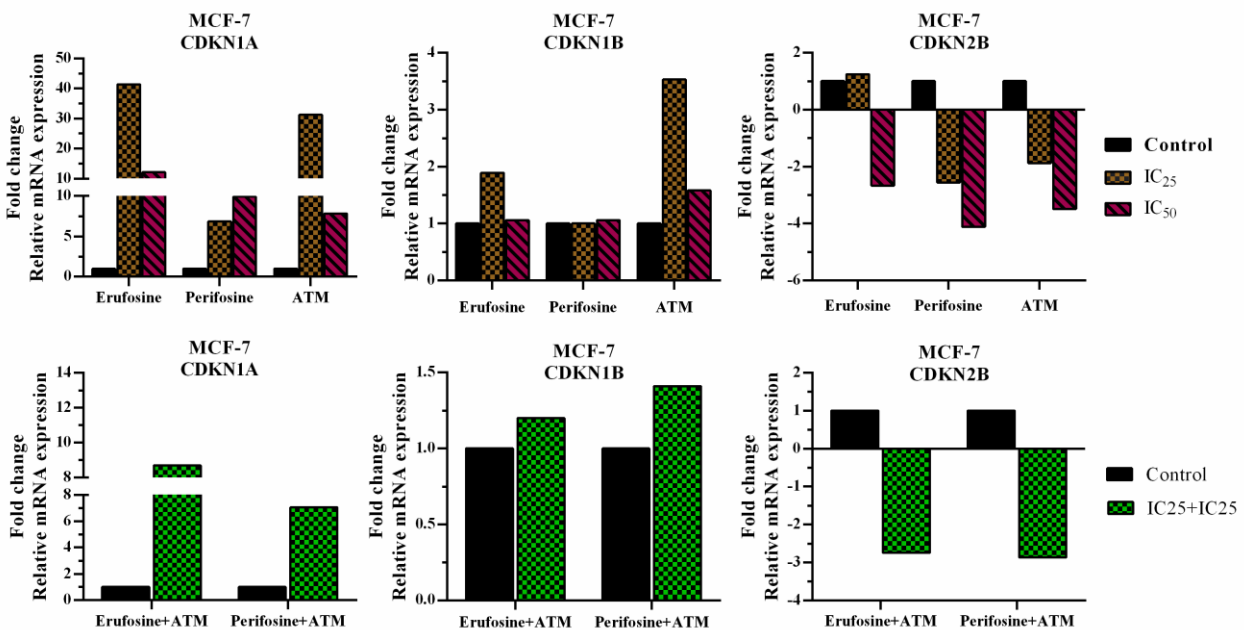 MCF-7
CDKN1A
Fold change
Relative mRNA expression
50
40
30
20
10
10
5
0
Erufosine Perifosine ATM
MCF-7
CDKN1B
Fold change
Relative mRNA expression
4
3
2
1
0
Erufosine Perifosine ATM
MCF-7
CDKN2B
Fold change
Relative mRNA expression
2
0
-2
-4
-6
Erufosine Perifosine ATM
Control
IC25
IC50
MCF-7
CDKN1A
Fold change
Relative mRNA expression
14
12
10
8
8
6
4
2
0
Erufosine+ATM Perifosine+ATM
MCF-7
CDKN1B
Fold change
Relative mRNA expression
1.5
1.0
0.5
0.0
Erufosine+ATM Perifosine+ATM
MCF-7
CDKN2B
Fold change
Relative mRNA expression
2
1
0
-1
-2
-3
-4
Erufosine+ATM Perifosine+ATM
Control
IC25+IC25